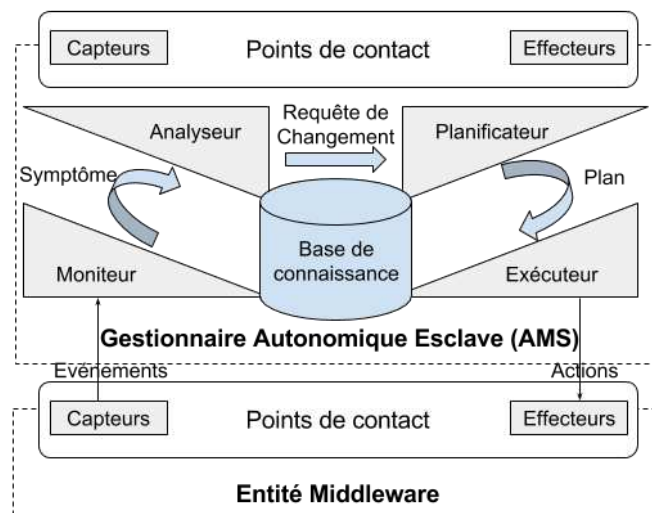 Capteurs
Points de contact
Effecteurs
Analyseur
Requête de
Changement
Planificateur
Symptôme
Plan
Base de
connaissance
Moniteur
Exécuteur
Gestionnaire Autonomique Esclave (AMS)
Evénements
Actions
Capteurs
Points de contact
Effecteurs
Entité Middleware